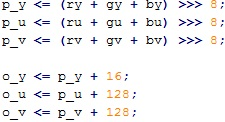 p_y <= (ry + gy + by) >>> 8;
p_u <= (ru + gu + bu) >>> 8;
p_v <= (rv + gv + bv) >>> 8;
o_y <= p_y + 16;
o_u <= p_u + 128;
o_v <= p_v + 128;